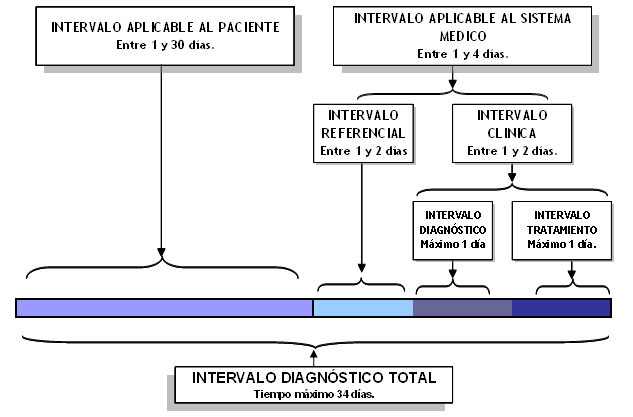 INTERVALO APLICABLE AL PACIENTE
Entre 1 y 30 días.
INTERVALO APLICABLE AL SISTEMA
MEDICO
Entre 1 y 4 días.
INTERVALO
REFERENCIAL
Entre 1 y 2 días
INTERVALO
CLINICA
Entre 1 y 2 días.
INTERVALO
DIAGNÓSTICO
Máximo 1 día
INTERVALO
TRATAMIENTO
Máximo 1 día.
INTERVALO DIAGNÓSTICO TOTAL
Tiempo máximo 34 días.